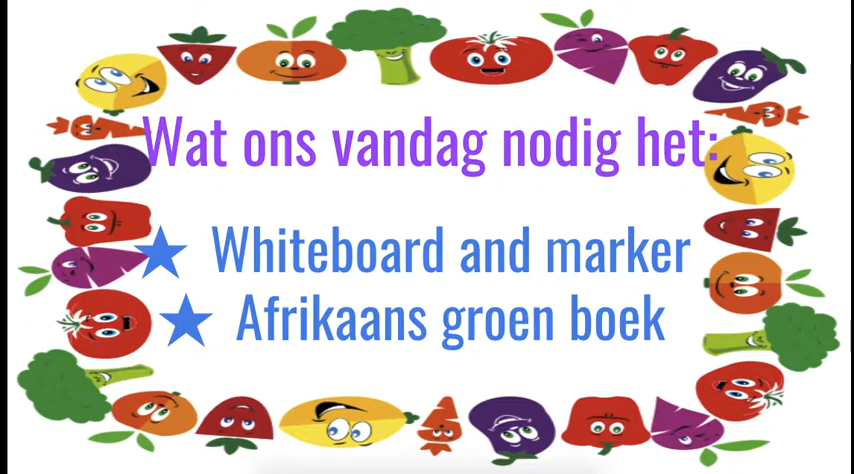 Wat ons vandag nodig het:
★ Whiteboard and marker
★ Afrikaans groen boek